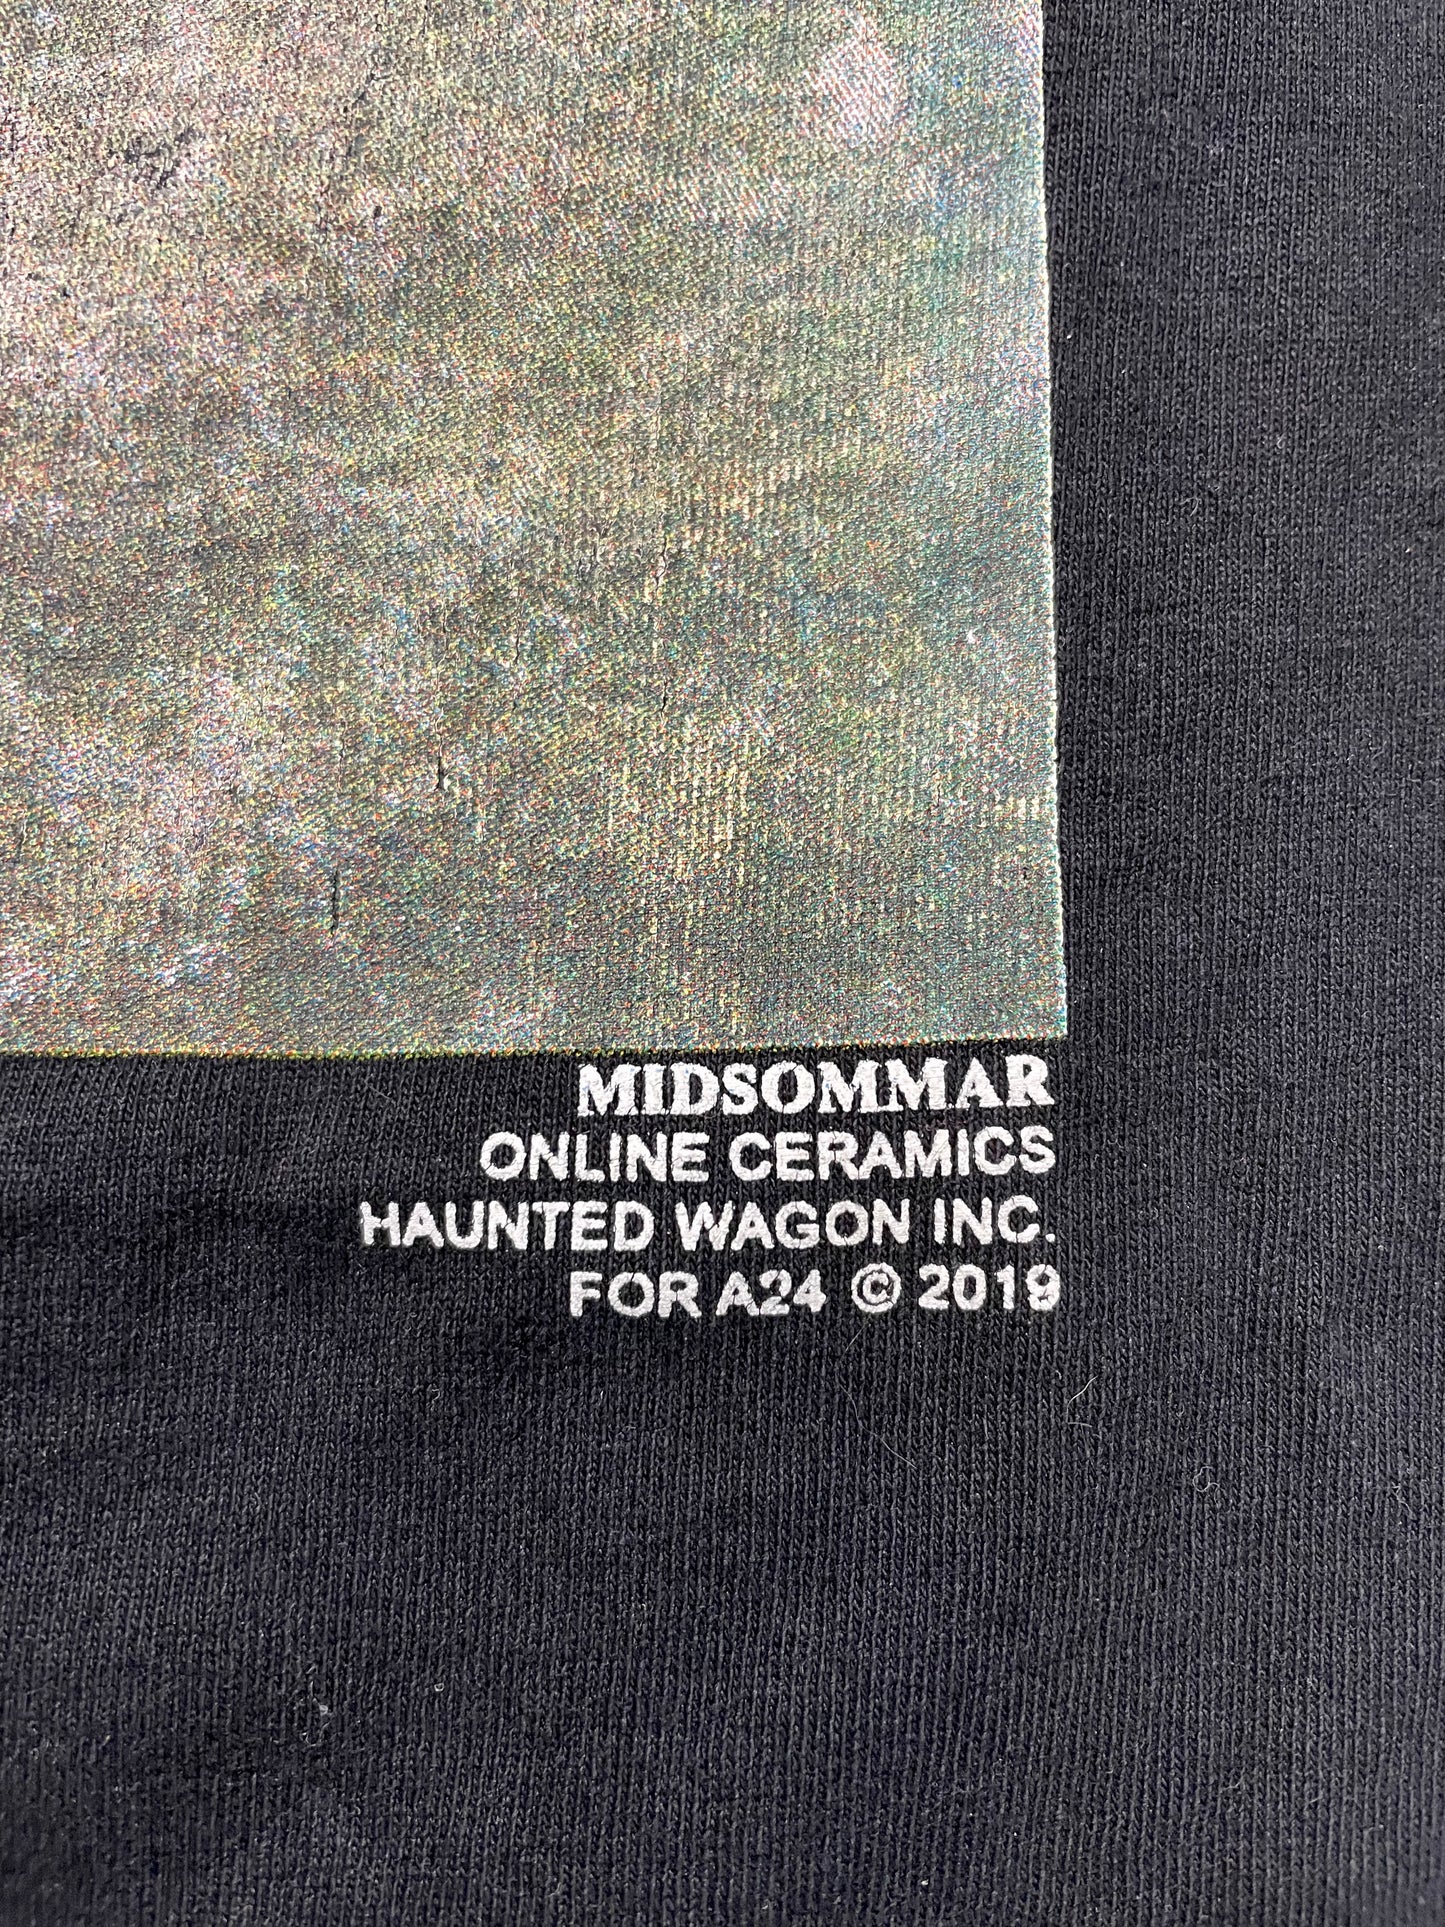 MIDSOMMAR
ONLINE CERAMICS
HAUNTED WAGON INC.
FOR A24 © 2019